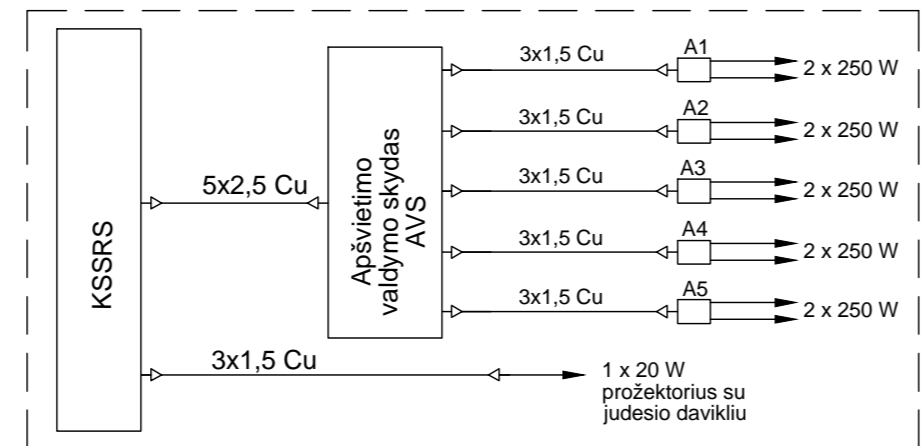 KSSRS
5x2,5 Cu
Apšvietimo
valdymo skydas
AVS
3x1,5 Cu
A1
2 x 250 W
3x1,5 Cu
A2
2 x 250 W
3x1,5 Cu
A3
2 x 250 W
3x1,5 Cu
A4
2 x 250 W
3x1,5 Cu
A5
2 x 250 W
3x1,5 Cu
1 x 20 W
prožektorius su
judesio davikliu